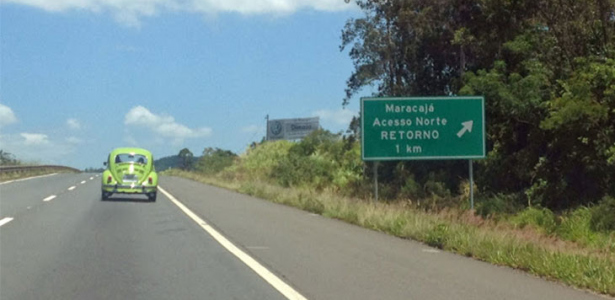 Maracajá
Acesso Norte
RETORNO
1 km